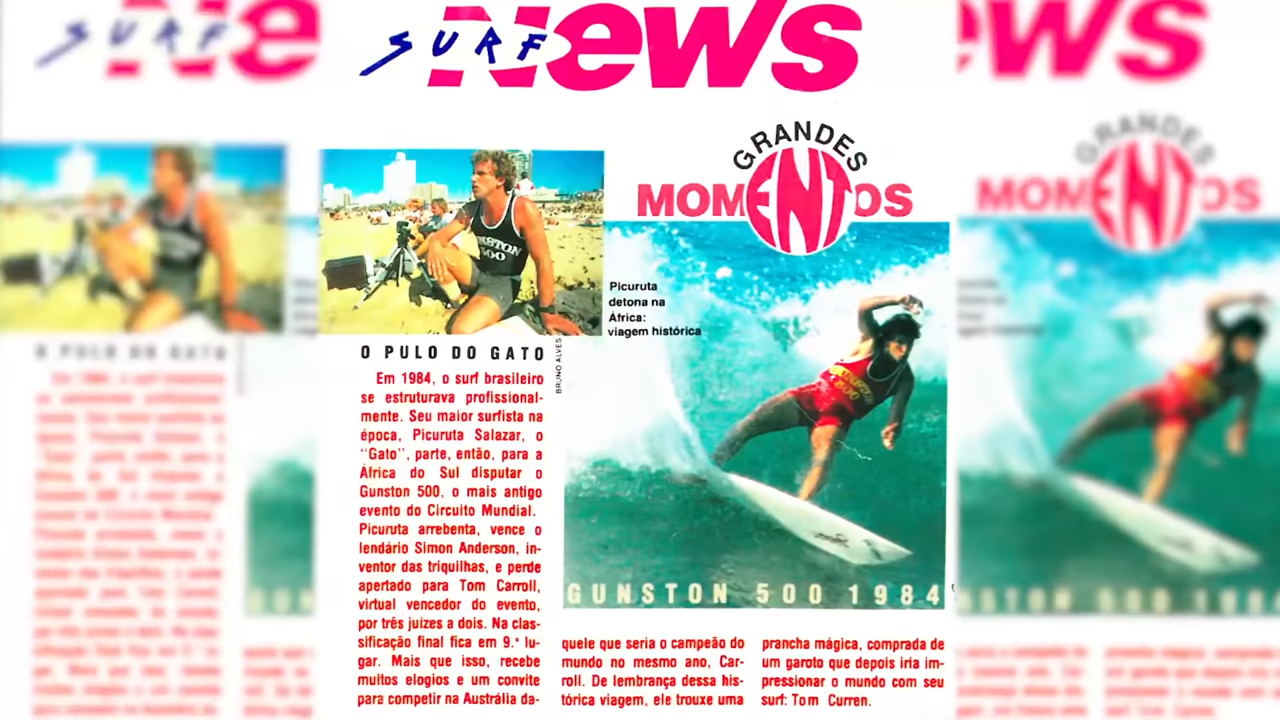 SURF News
GRANDES
MOMENTOS
GUNSTON
500
Picuruta
detona na
África:
viagem histórica
O PULO DO GATO
BRUNO ALVES
Em 1984, o surf brasileiro
se estruturava profissional-
mente. Seu maior surfista na
época, Picuruta Salazar, o
"Gato", parte, então, para a
África do Sul disputar o
Gunston 500, o mais antigo
evento do Circuito Mundial.
Picuruta arrebenta, vence o
lendário Simon Anderson, in-
ventor das triquilhas, e perde
apertado para Tom Carroll,
virtual vencedor do evento,
por três juízes a dois. Na clas-
sificação final fica em 9.º lu-
gar. Mais que isso, recebe
muitos elogios e um convite
para competir na Austrália da-
GUNSTON 500 1984
quele que seria o campeão do
mundo no mesmo ano, Car-
roll. De lembrança dessa his-
tórica viagem, ele trouxe uma
prancha mágica, comprada de
um garoto que depois iria im-
pressionar o mundo com seu
surf: Tom Curren.